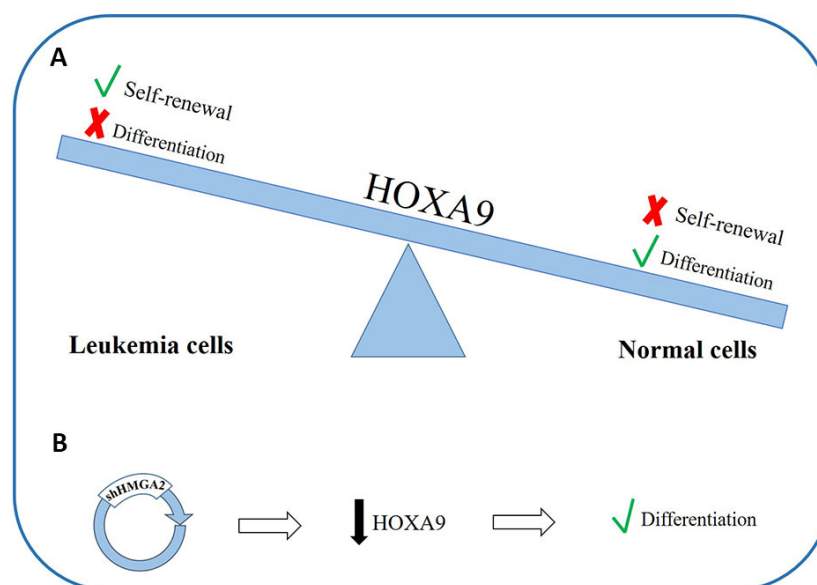 A
Self-renewal
Differentiation
HOXA9
Self-renewal
Differentiation
Leukemia cells
Normal cells
B
shHMGA2
HOXA9
Differentiation